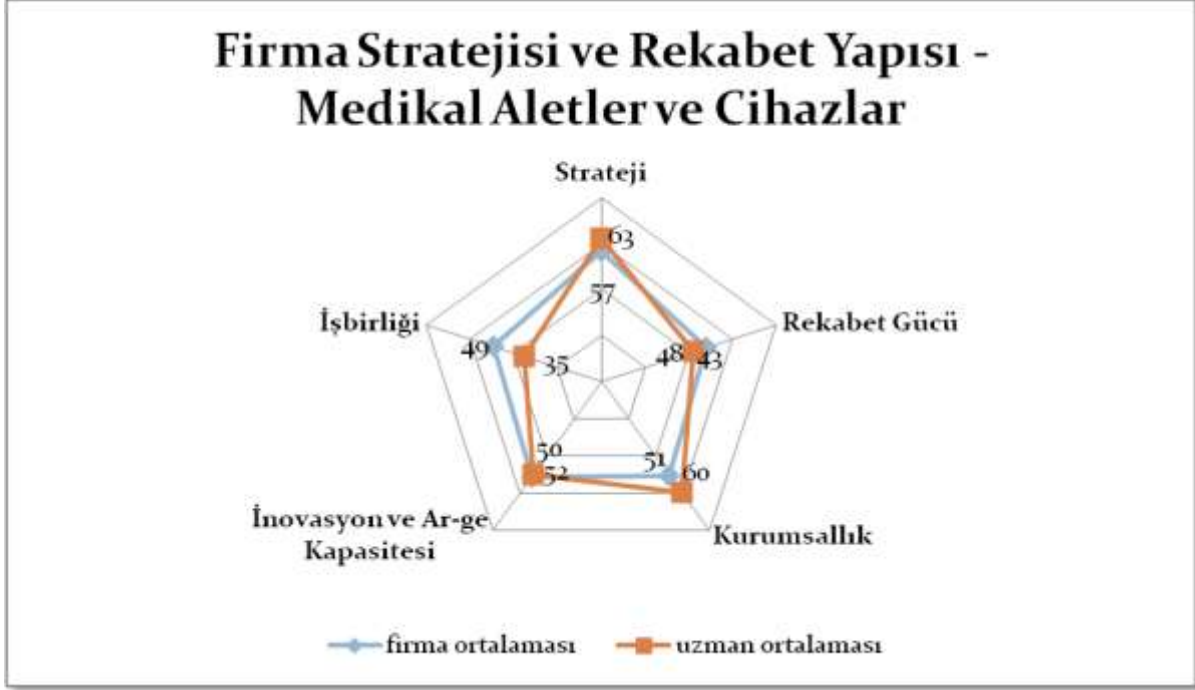 Firma Stratejisi ve Rekabet Yapısı -
Medikal Aletler ve Cihazlar
Strateji
63
57
İşbirliği
Rekabet Gücü
49
35
48
43
50
52
51
60
İnovasyon ve Ar-ge
Kapasitesi
Kurumsallık
firma ortalaması
uzman ortalaması